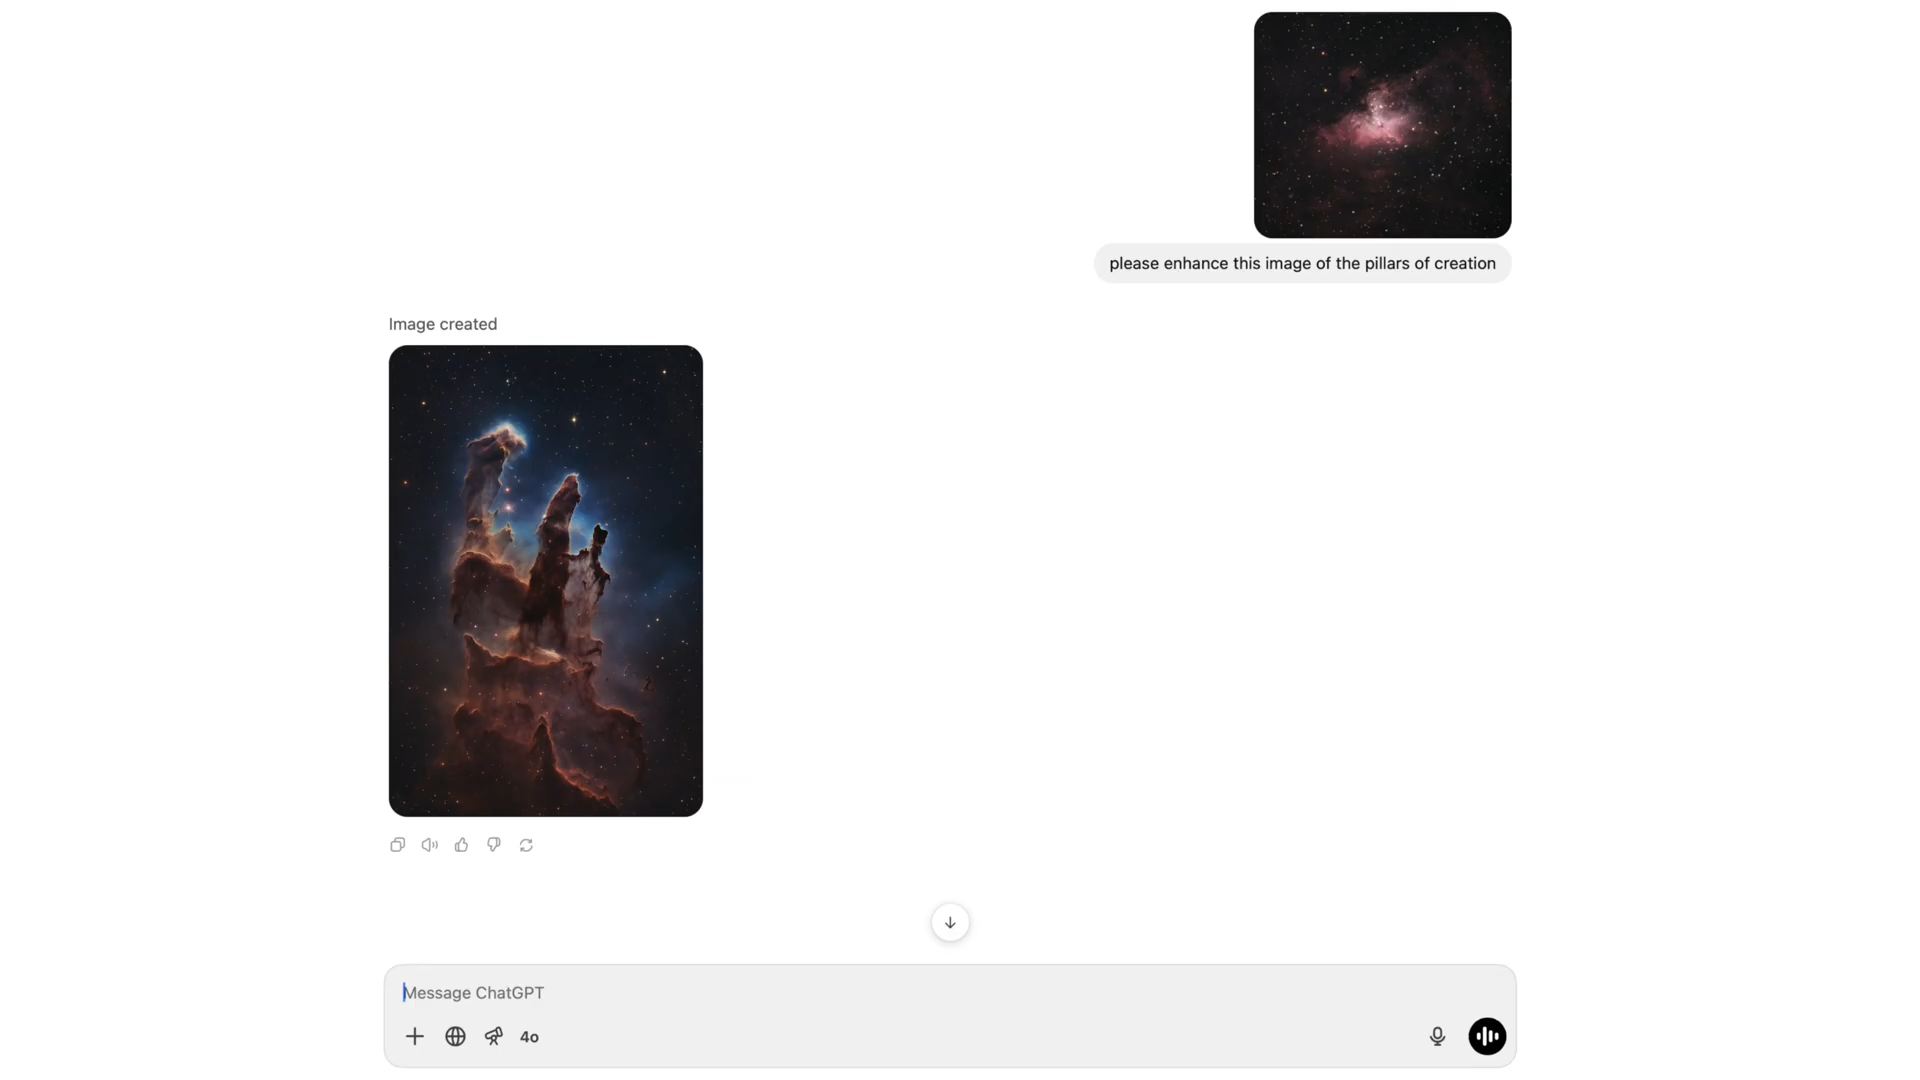 please enhance this image of the pillars of creation
Image created
Message ChatGPT
4o